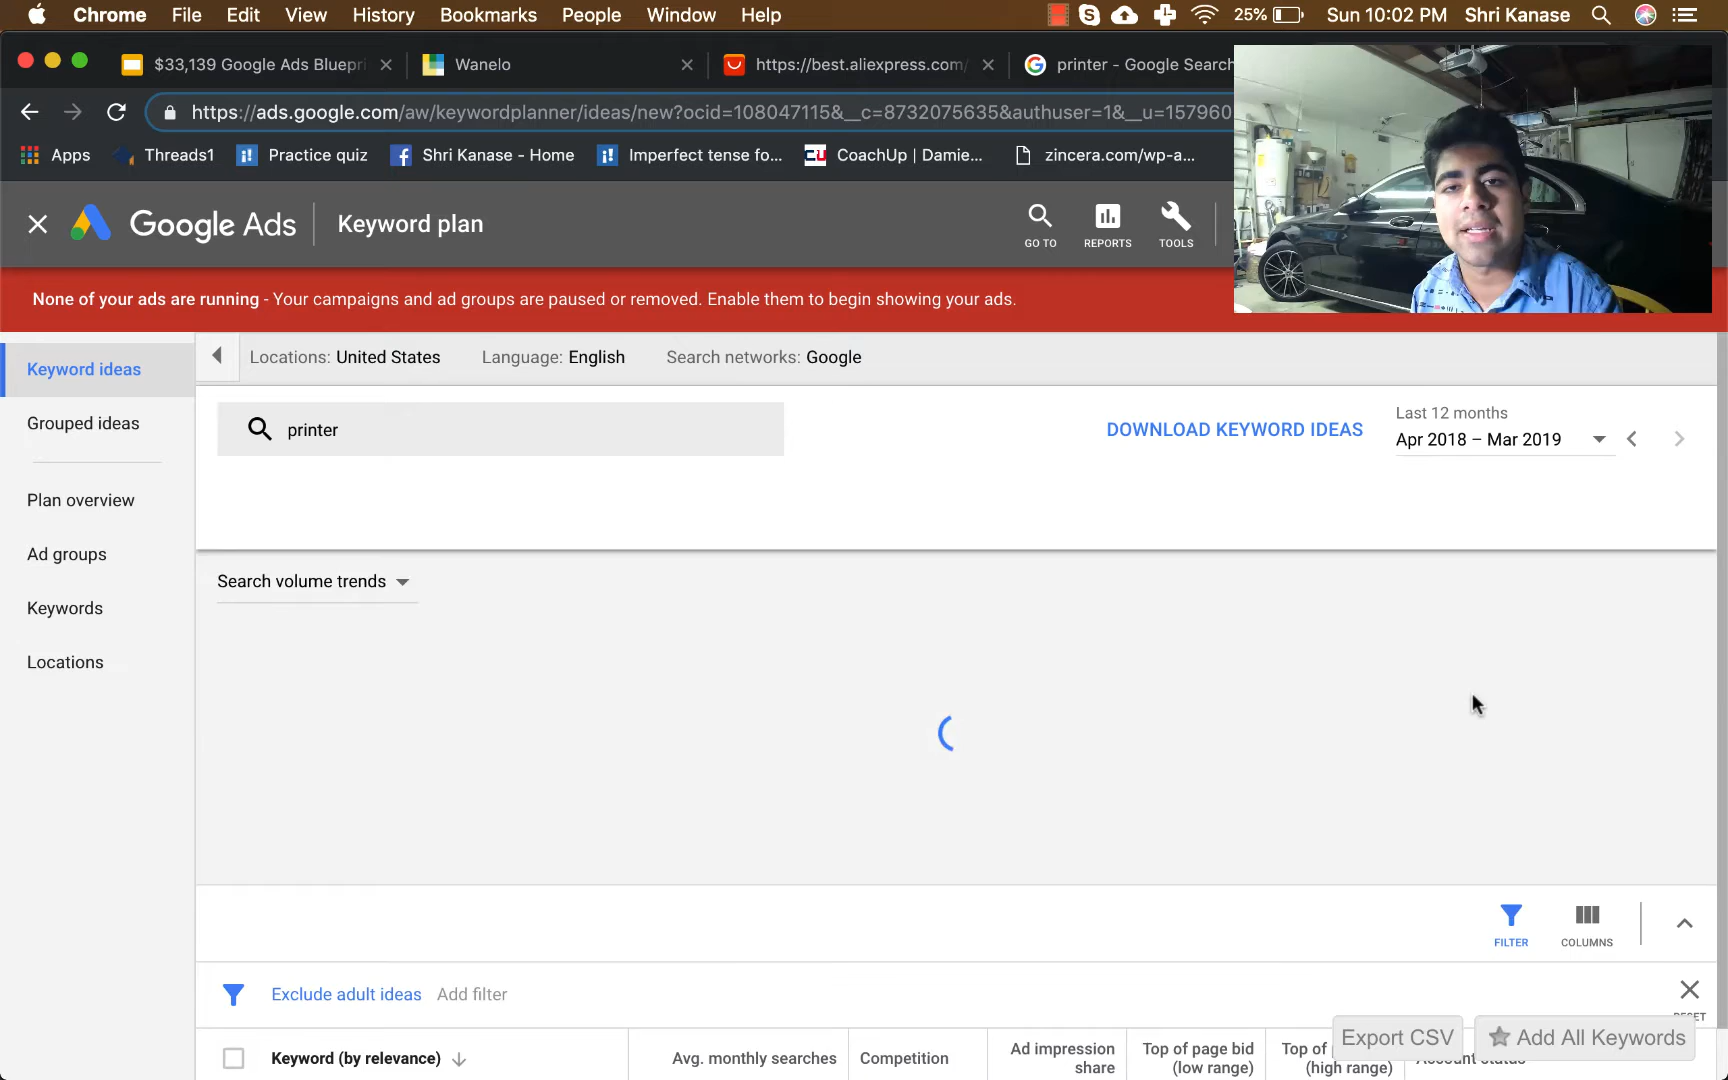 Chrome File Edit View History Bookmarks People Window Help 25% Sun 10:02 PM Shri Kanase
$33,139 Google Ads Bluepri Wanelo https://best.aliexpress.com/ printer - Google Search
https://ads.google.com/aw/keywordplanner/ideas/new?ocid=108047115&__c=8732075635&authuser=1&__u=157960
Apps Threads1 Practice quiz Shri Kanase - Home Imperfect tense fo... CoachUp | Damie... zincera.com/wp-a...
Google Ads Keyword plan GO TO REPORTS TOOLS
None of your ads are running - Your campaigns and ad groups are paused or removed. Enable them to begin showing your ads.
Keyword ideas
Grouped ideas
Plan overview
Ad groups
Keywords
Locations
Locations: United States Language: English Search networks: Google
printer
DOWNLOAD KEYWORD IDEAS
Last 12 months
Apr 2018 – Mar 2019
Search volume trends
FILTER COLUMNS
Exclude adult ideas Add filter
RESET
Export CSV Add All Keywords
Keyword (by relevance) Avg. monthly searches Competition
Ad impression
share
Top of page bid
(low range)
Top of
(high range)
Account status